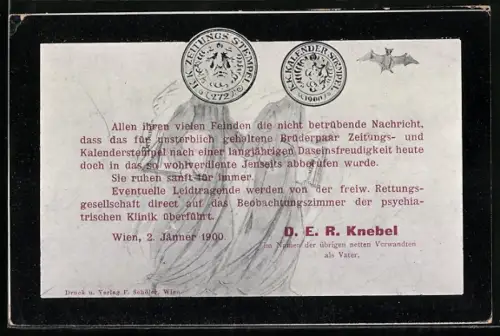 K.K. ZEITUNGS STEMPEL
K.K. KALENDER STEMPEL
1900
Allen ihren vielen Feinden die nicht betrübende Nachricht,
dass das für unsterblich gehaltene Brüderpaar Zeitungs- und
Kalenderstempel nach einer langjährigen Daseinsfreudigkeit heute
doch in das so wohlverdiente Jenseits abberufen wurde.
Sie ruhen sanft für immer.
Eventuelle Leidtragende werden von der freiw. Rettungs-
gesellschaft direct auf das Beobachtungszimmer der psychia-
trischen Klinik überführt.
D. E. R. Knebel
Wien, 2. Jänner 1900.
im Namen der übrigen netten Verwandten
als Vater.
Druck u. Verlag F. Schöler, Wien.